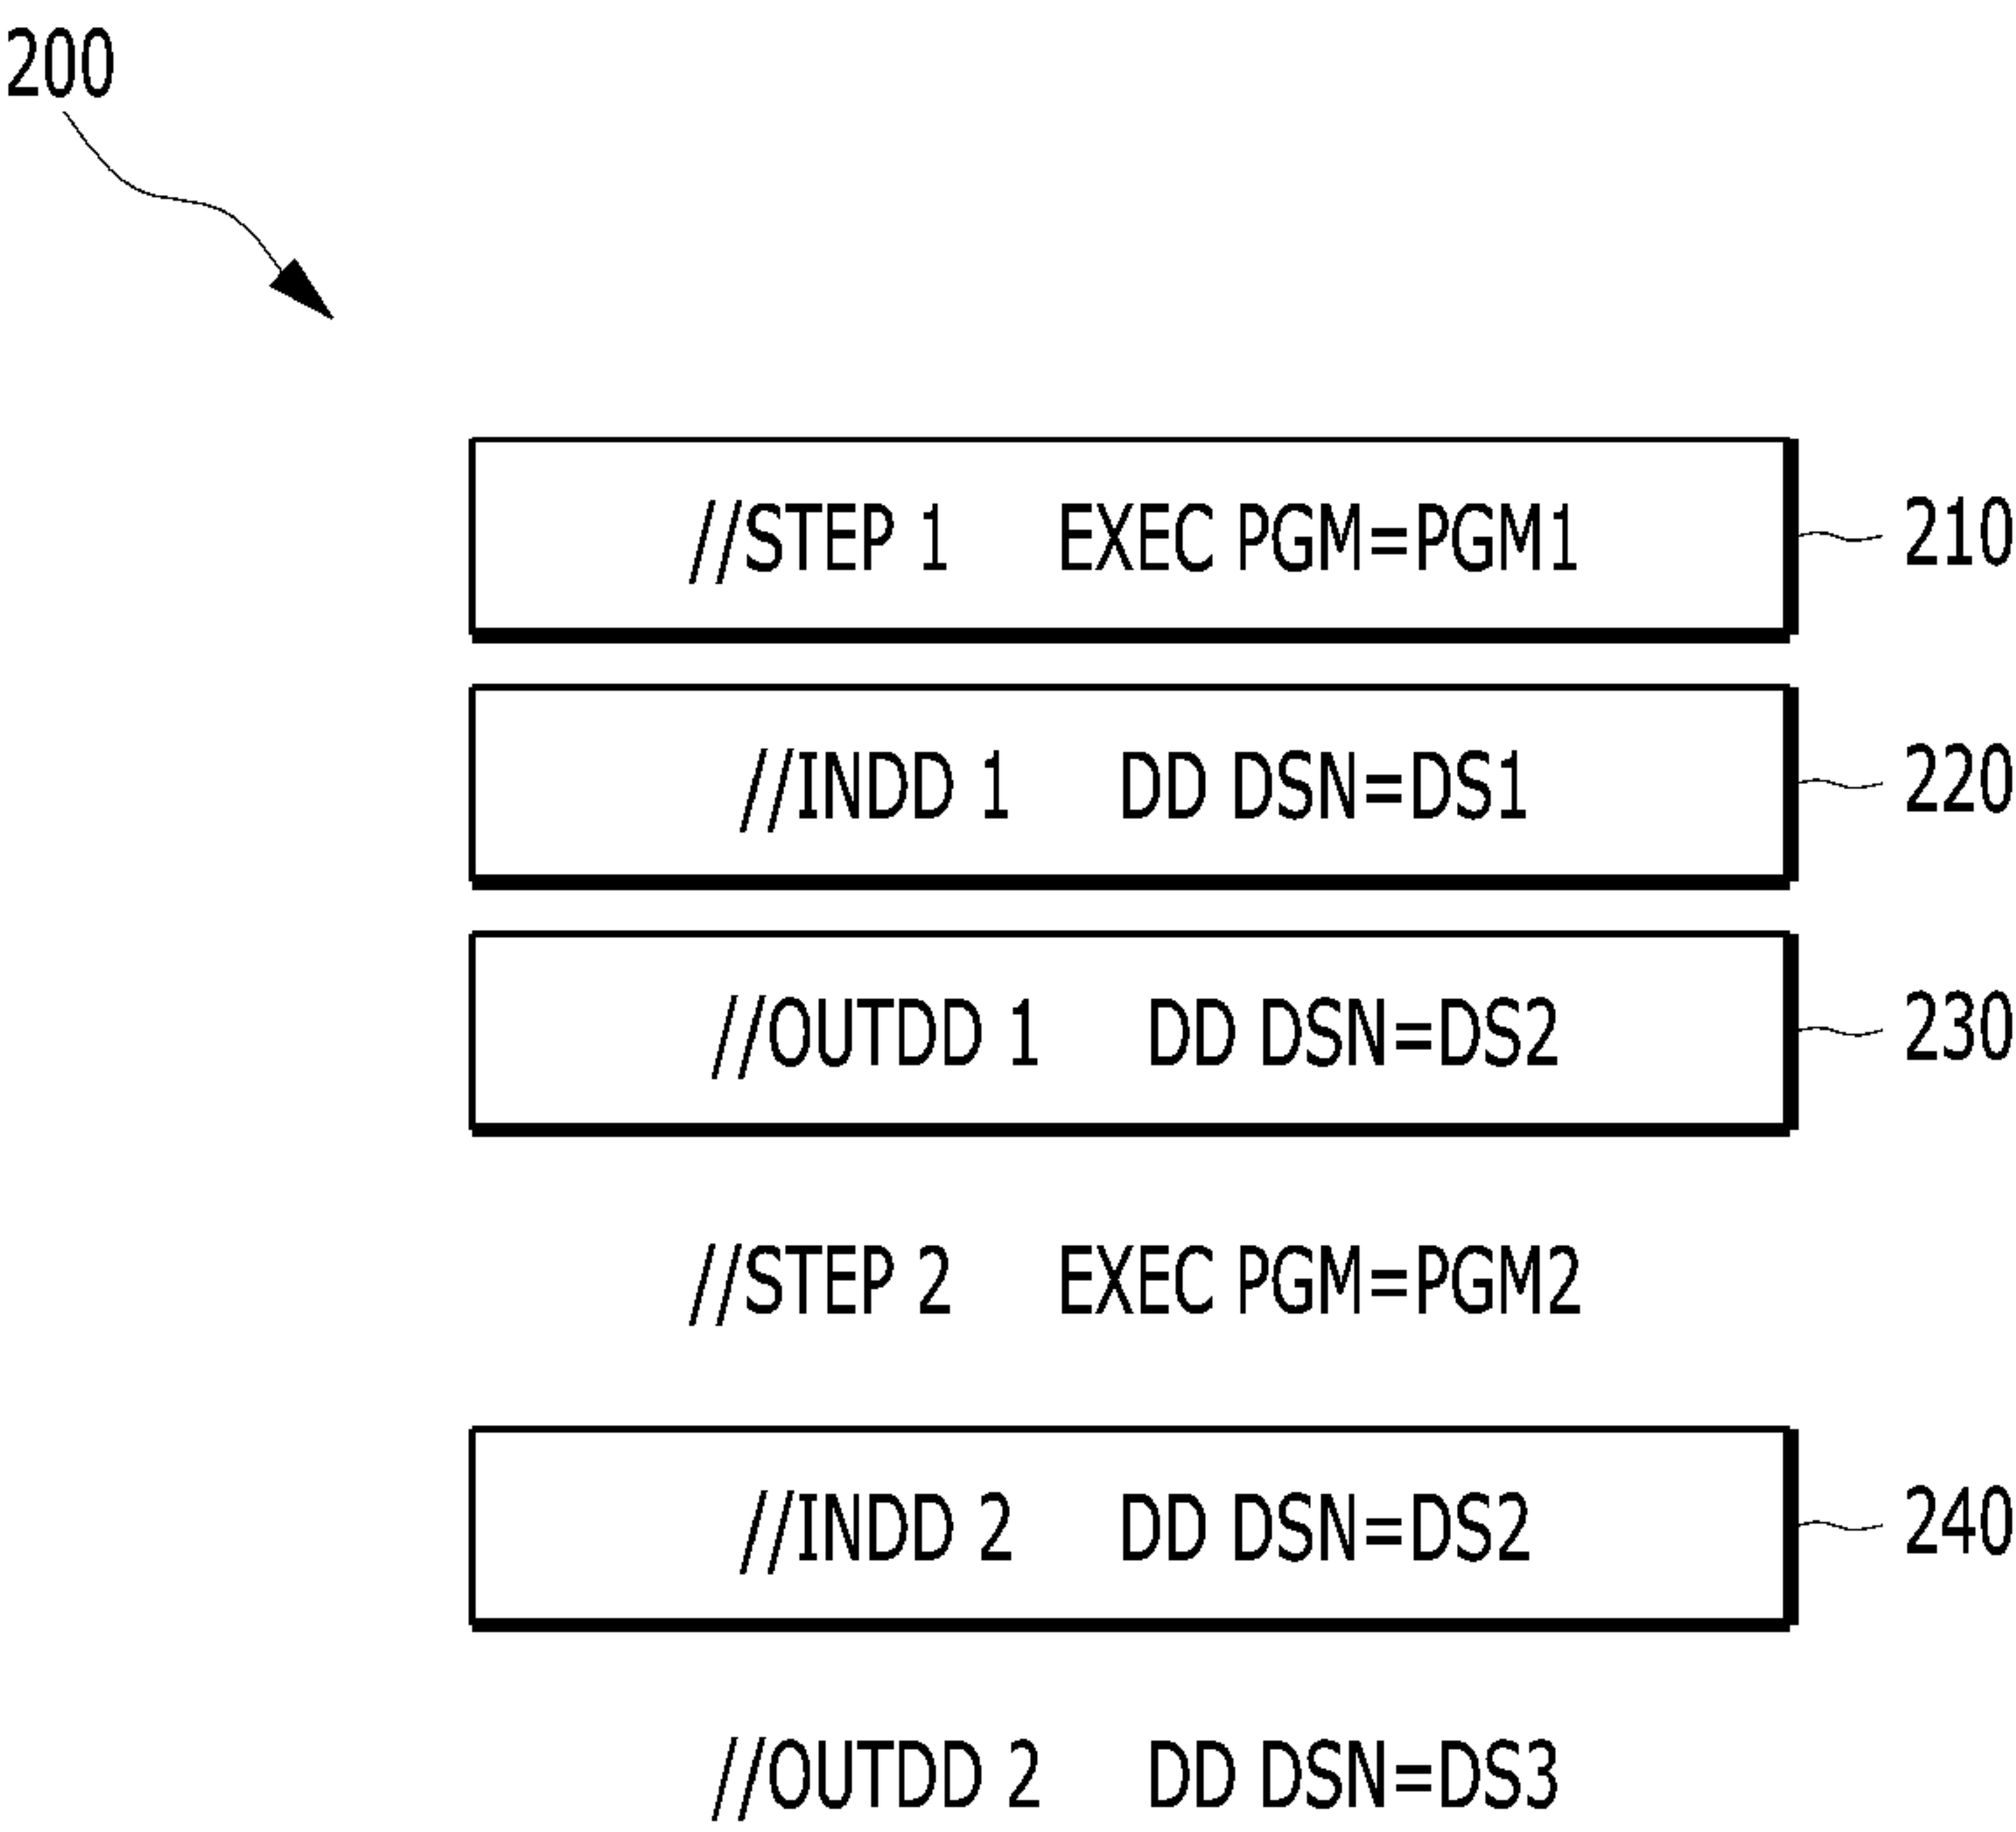 200
//STEP 1 EXEC PGM=PGM1 210
//INDD 1 DD DSN=DS1 220
//OUTDD 1 DD DSN=DS2 230
//STEP 2 EXEC PGM=PGM2
//INDD 2 DD DSN=DS2 240
//OUTDD 2 DD DSN=DS3